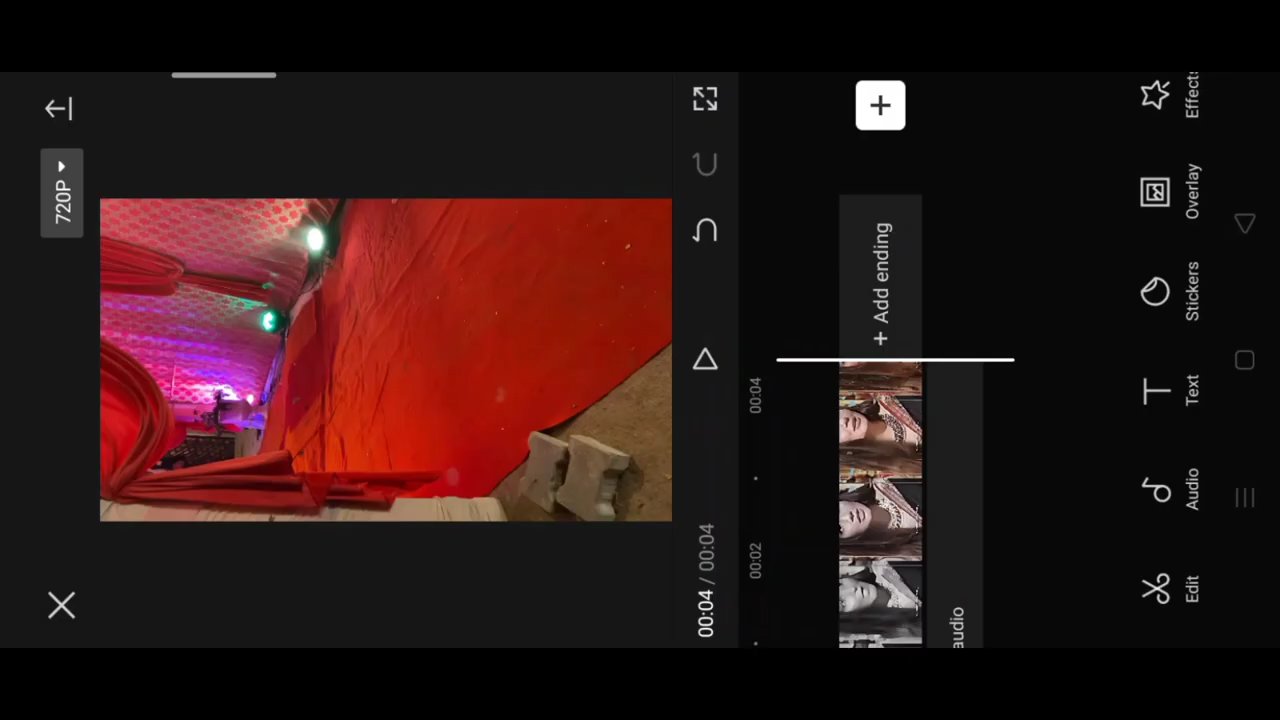 720P
00:04 / 00:04
00:02
00:04
+ Add ending
audio
Edit
Audio
Text
Stickers
Overlay
Effects